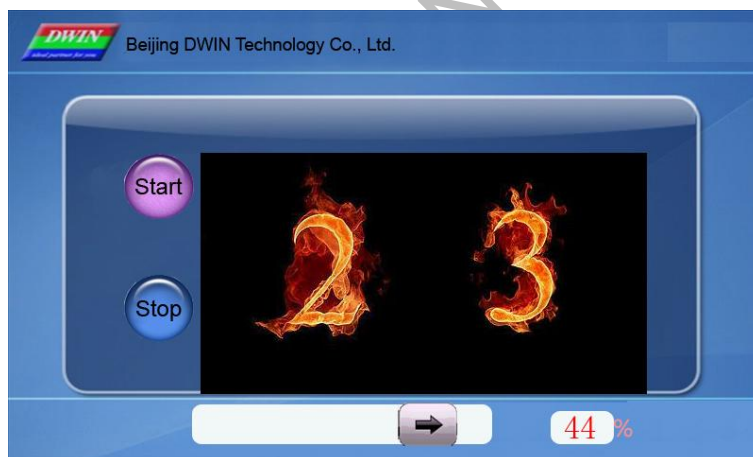 DWIN
Beijing DWIN Technology Co., Ltd.
Start
2 3
Stop
44 %